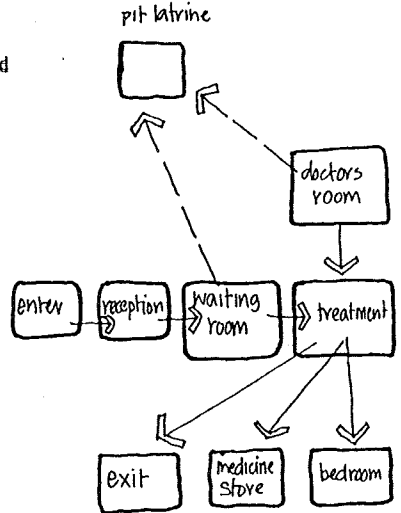 pit latrine
d
doctors
room
enter
reception
waiting
room
treatment
exit
medicine
store
bedroom